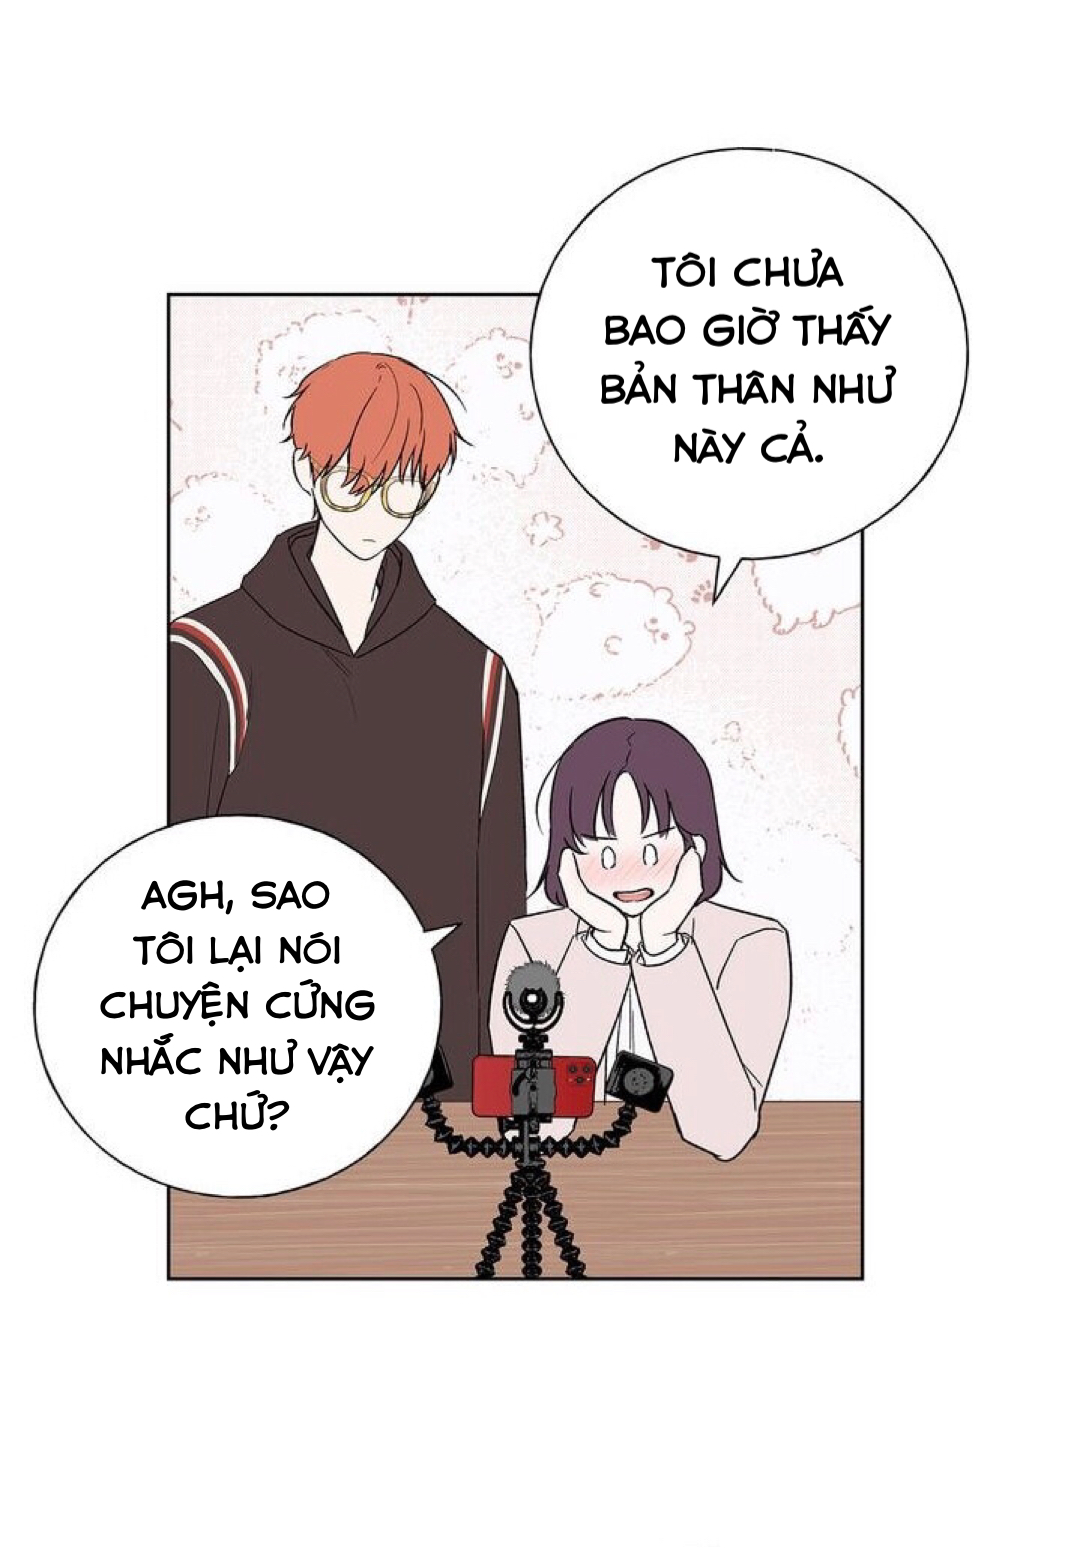 TÔI CHƯA
BAO GIỜ THẤY
BẢN THÂN NHƯ
NÀY CẢ.
AGH, SAO
TÔI LẠI NÓI
CHUYỆN CỨNG
NHẮC NHƯ VẬY
CHỨ?